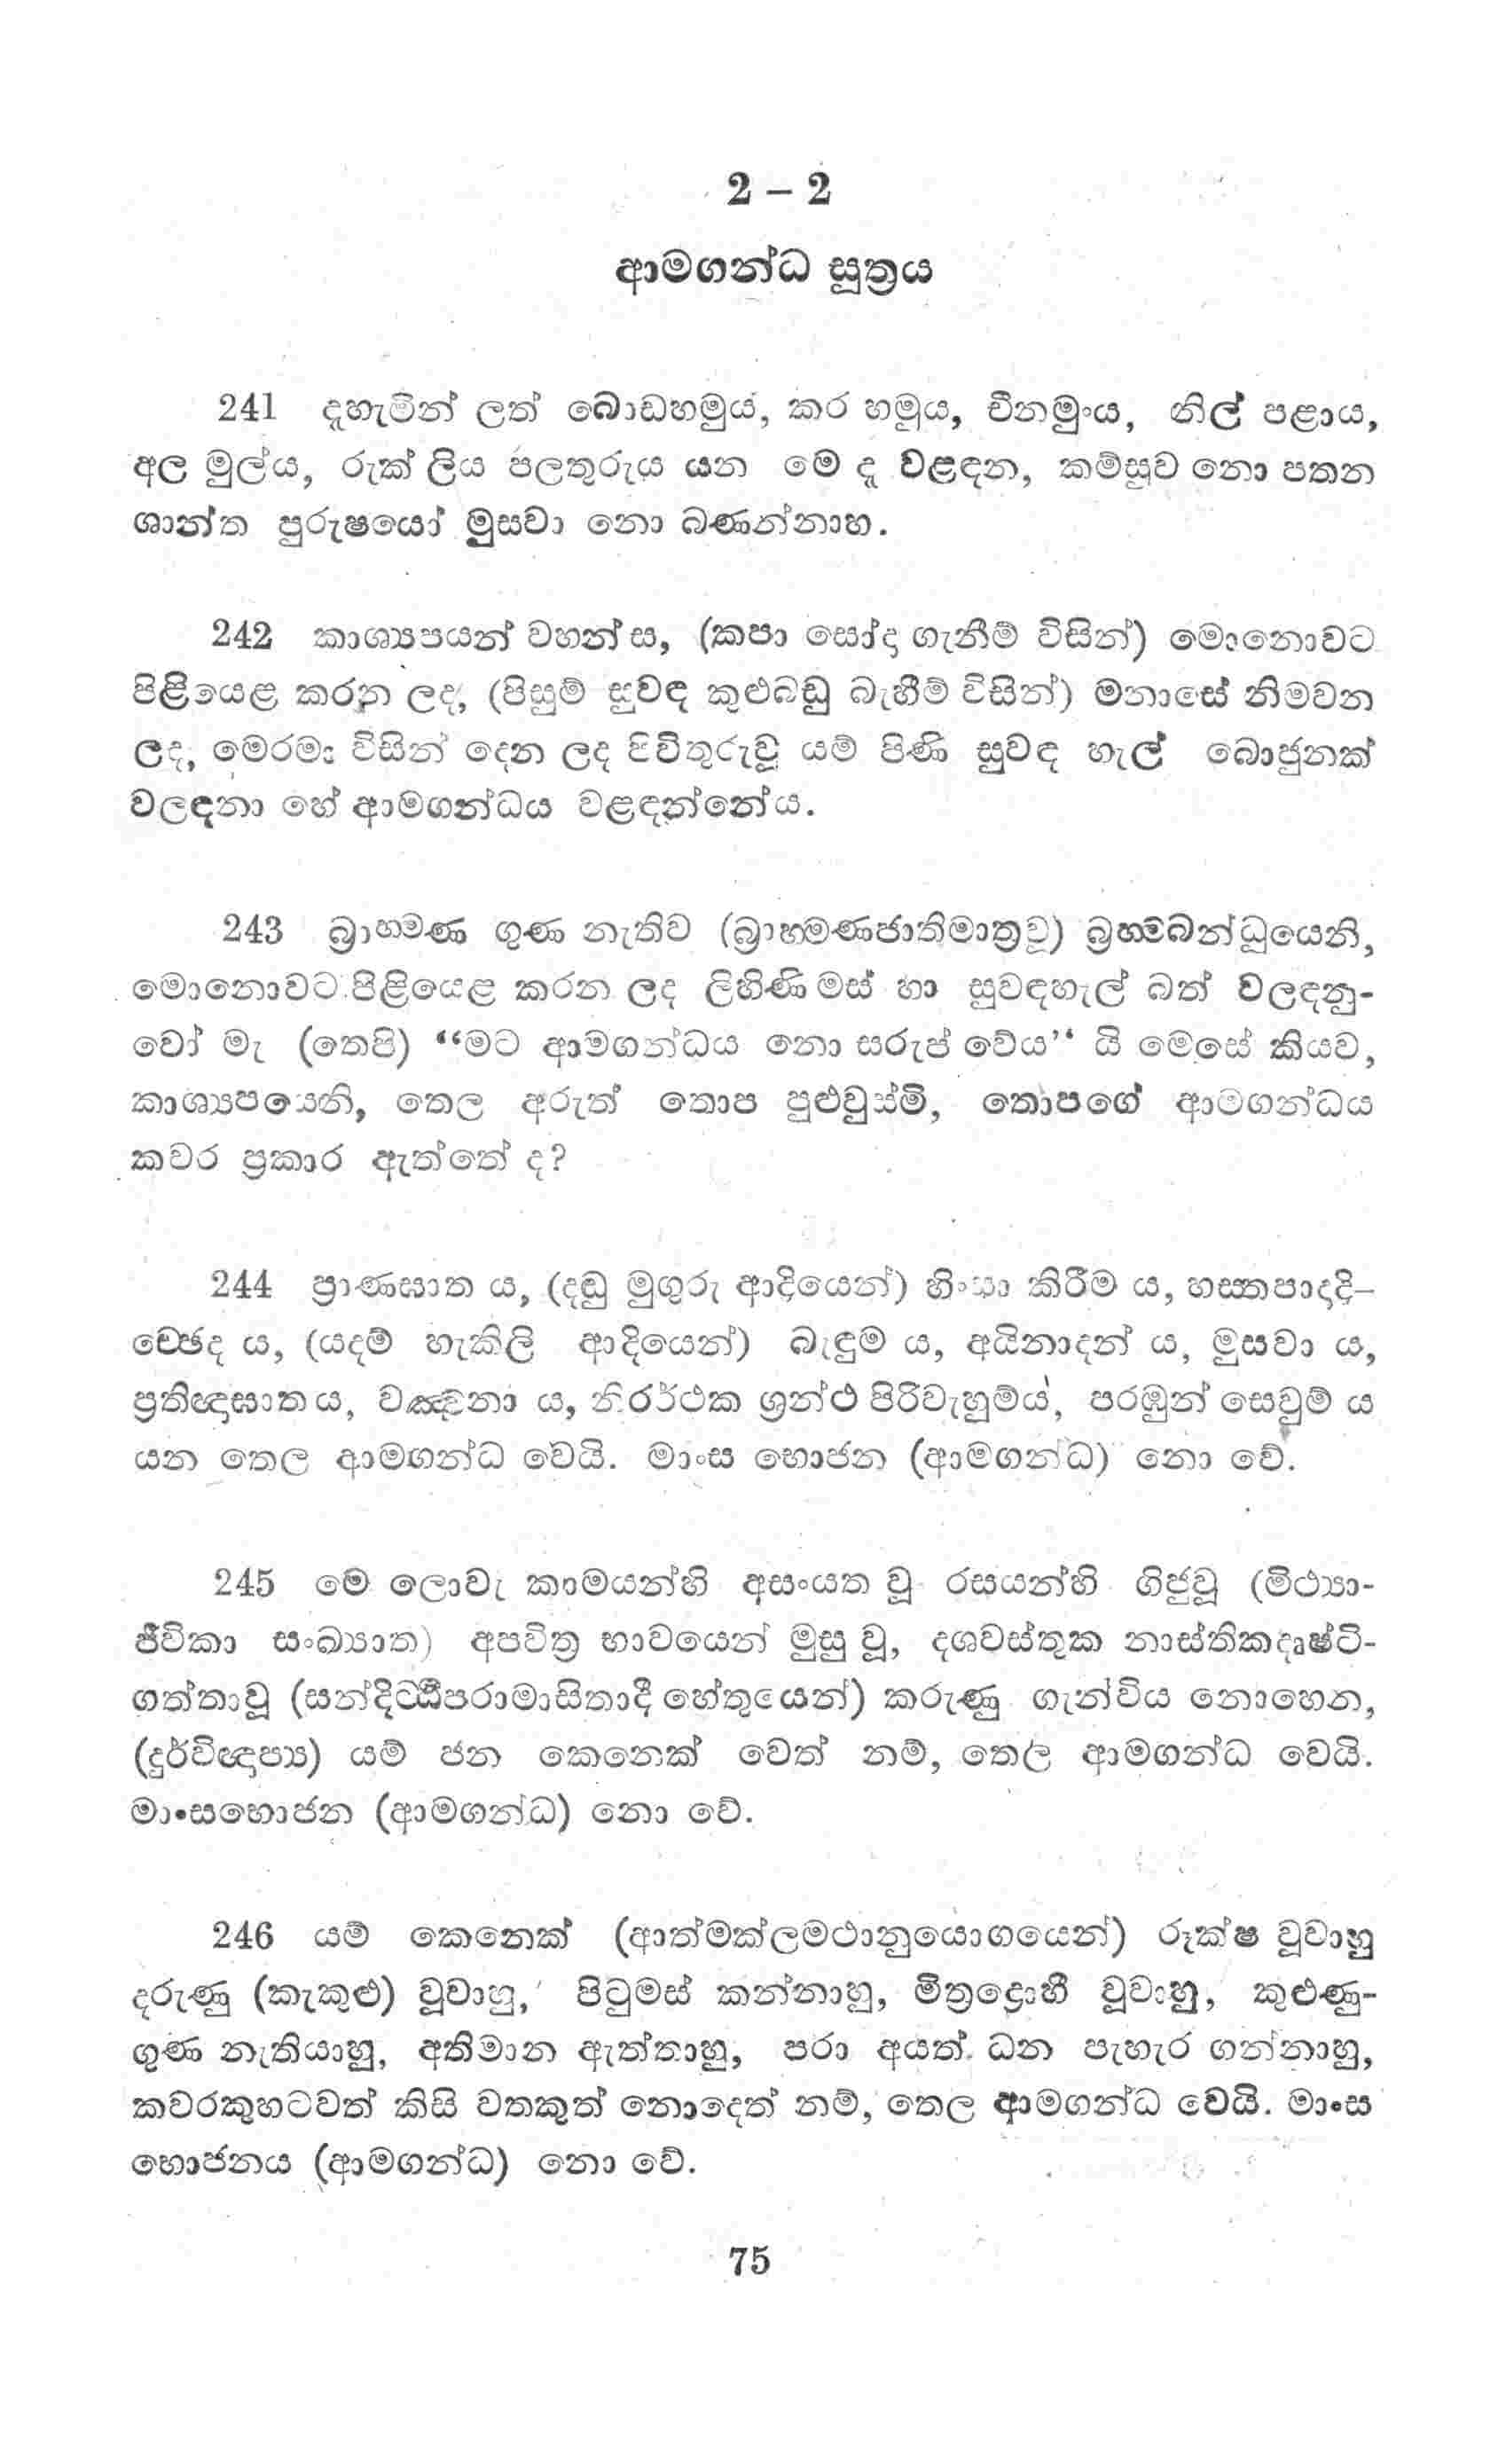 2 – 2
ආමගන්ධ සූත්‍රය
241 දැහැමින් ලත් බොඩහමුය, කර හමුය, චීනමුංය, නිල් පළාය,
අල මුල්ය, රුක් ලිය පලතුරුය යන මෙ දෑ වළඳන, කම්සුව නො පතන
ශාන්ත පුරුෂයෝ මුසවා නො බණන්නාහ.
242 කාශ්‍යපයන් වහන්ස, (කපා සෝදා ගැනීම් විසින්) මොනොවට
පිළියෙළ කරන ලද, (පිසුම් සුවඳ කුළුබඩු බැහීම් විසින්) මනාසේ නිමවන
ලද, මෙරමා විසින් දෙන ලද පිවිතුරුවූ යම් පිණි සුවඳ හැල් බොජුනක්
වලඳනා හේ ආමගන්ධය වළඳන්නේය.
243 බ්‍රාහ්මණ ගුණ නැතිව (බ්‍රාහ්මණජාතිමාත්‍රවූ) බ්‍රහ්මබන්ධූයෙනි,
මොනොවට පිළියෙළ කරන ලද ලිහිණි මස් හා සුවඳහැල් බත් වලඳනු-
වෝ මැ (තෙපි) “මට ආමගන්ධය නො සරුප් වේය“ යි මෙසේ කියව,
කාශ්‍යපයෙනි, තෙල අරුත් තොප පුළුවුස්මි, තොපගේ ආමගන්ධය
කවර ප්‍රකාර ඇත්තේ ද?
244 ප්‍රාණඝාත ය, (දඬු මුගුරු ආදියෙන්) හිංසා කිරීම ය, හස්තපාදාදි–
ච්ඡේද ය, (යදම් හැකිලි ආදියෙන්) බැඳුම ය, අයිනාදන් ය, මුසවා ය,
ප්‍රතිඥාඝාත ය, වඤ්චනා ය, නිරර්ථක ග්‍රන්ථ පිරිවැහුම්ය, පරඹුන් සෙවුම් ය
යන තෙල ආමගන්ධ වෙයි. මාංස භොජන (ආමගන්ධ) නො වේ.
245 මෙ ලොවැ කාමයන්හි අසංයත වූ රසයන්හි ගිජුවූ (මිථ්‍යා-
ජීවිකා සංඛ්‍යාත) අපවිත්‍ර භාවයෙන් මුසු වූ, දශවස්තුක නාස්තිකදෘෂ්ටි-
ගත්තාවූ (සන්දිට්ඨිපරාමාසිතාදී හේතුයෙන්) කරුණු ගැන්විය නොහෙන,
(දුර්විඥාප්‍ය) යම් ජන කෙනෙක් වෙත් නම්, තෙල ආමගන්ධ වෙයි.
මාංසභොජන (ආමගන්ධ) නො වේ.
246 යම් කෙනෙක් (ආත්මක්ලමථානුයොගයෙන්) රූක්ෂ වූවාහු
දරුණු (කැකුළු) වූවාහු, පිටුමස් කන්නාහු, මිත්‍රද්‍රොහී වූවාහු, කුළුණු-
ගුණ නැතියාහු, අතිමාන ඇත්තාහු, පරා අයත් ධන පැහැර ගන්නාහු,
කවරකුහටවත් කිසි වතකුත් නොදෙත් නම්, තෙල ආමගන්ධ වෙයි. මාංස
භොජනය (ආමගන්ධ) නො වේ.
75